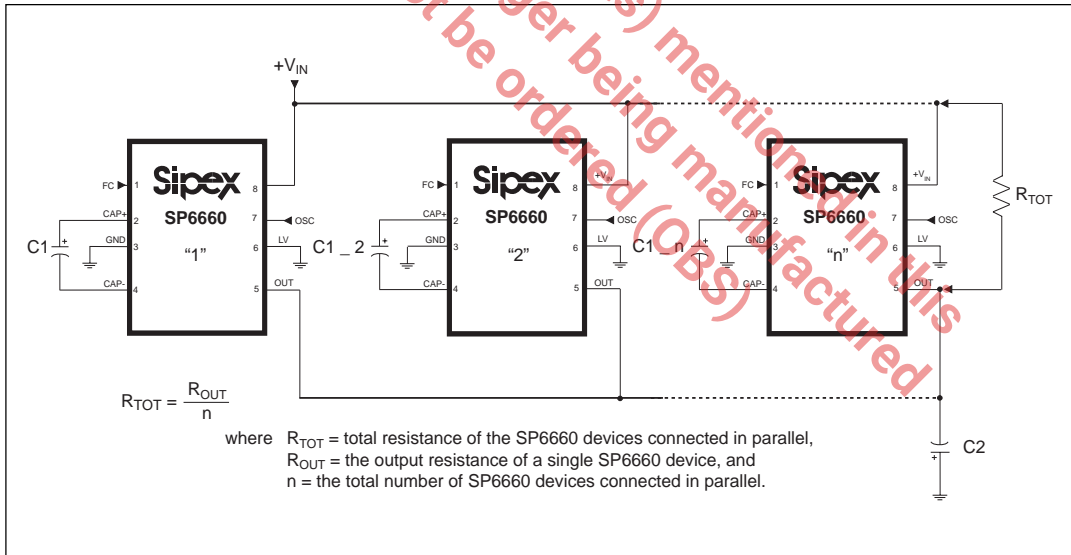 +VIN
Sipex
SP6660
"1"
FC
1
CAP+
2
GND
3
CAP-
4
8
7
OSC
6
LV
5
OUT
C1
Sipex
SP6660
"2"
FC
1
CAP+
2
GND
3
CAP-
4
8
+VIN
7
OSC
6
LV
5
OUT
C1 _ 2
Sipex
SP6660
"n"
FC
1
CAP+
2
GND
3
CAP-
4
8
7
OSC
6
LV
5
OUT
C1 _ n
RTOT
C2
RTOT = ROUT
n
where RTOT = total resistance of the SP6660 devices connected in parallel,
ROUT = the output resistance of a single SP6660 device, and
n = the total number of SP6660 devices connected in parallel.
mentioned in this
being manufactured
be ordered (OBS)